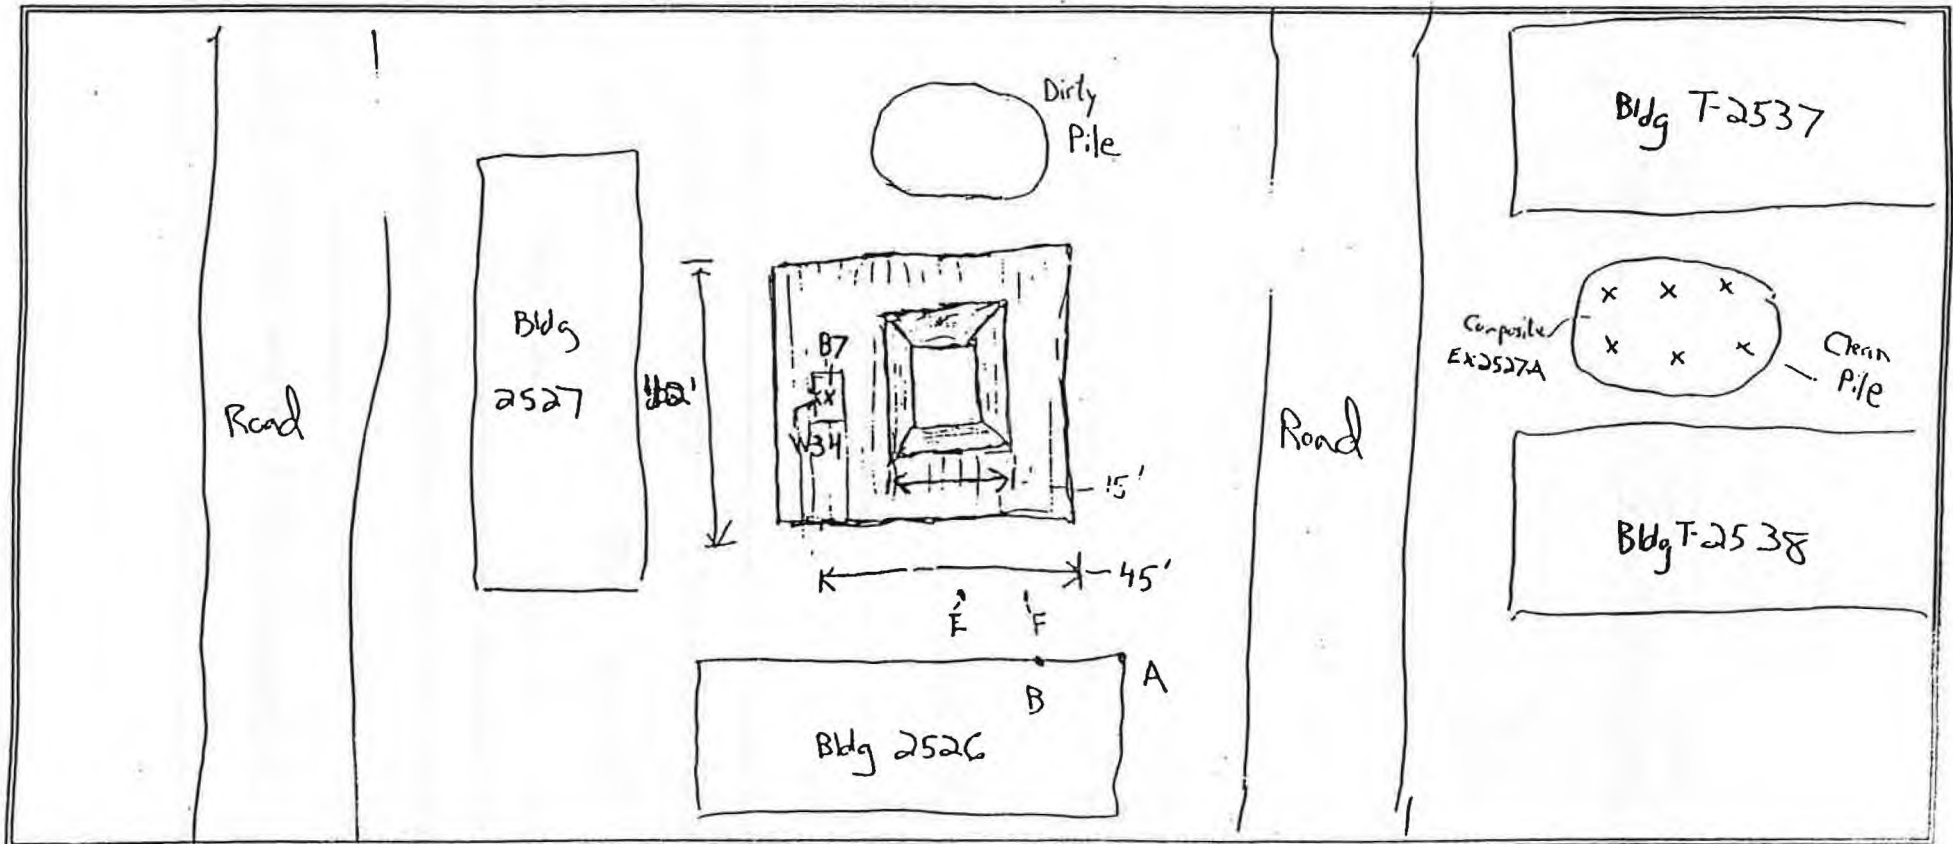 Dirty
Pile
Bldg T-2537
Bldg
2527
Road
B7
xx
W34
15'
45'
E
F
A
B
Bldg 2526
Road
x x x
x x x
Composite
EX2527A
Clean
Pile
Bldg T-2538